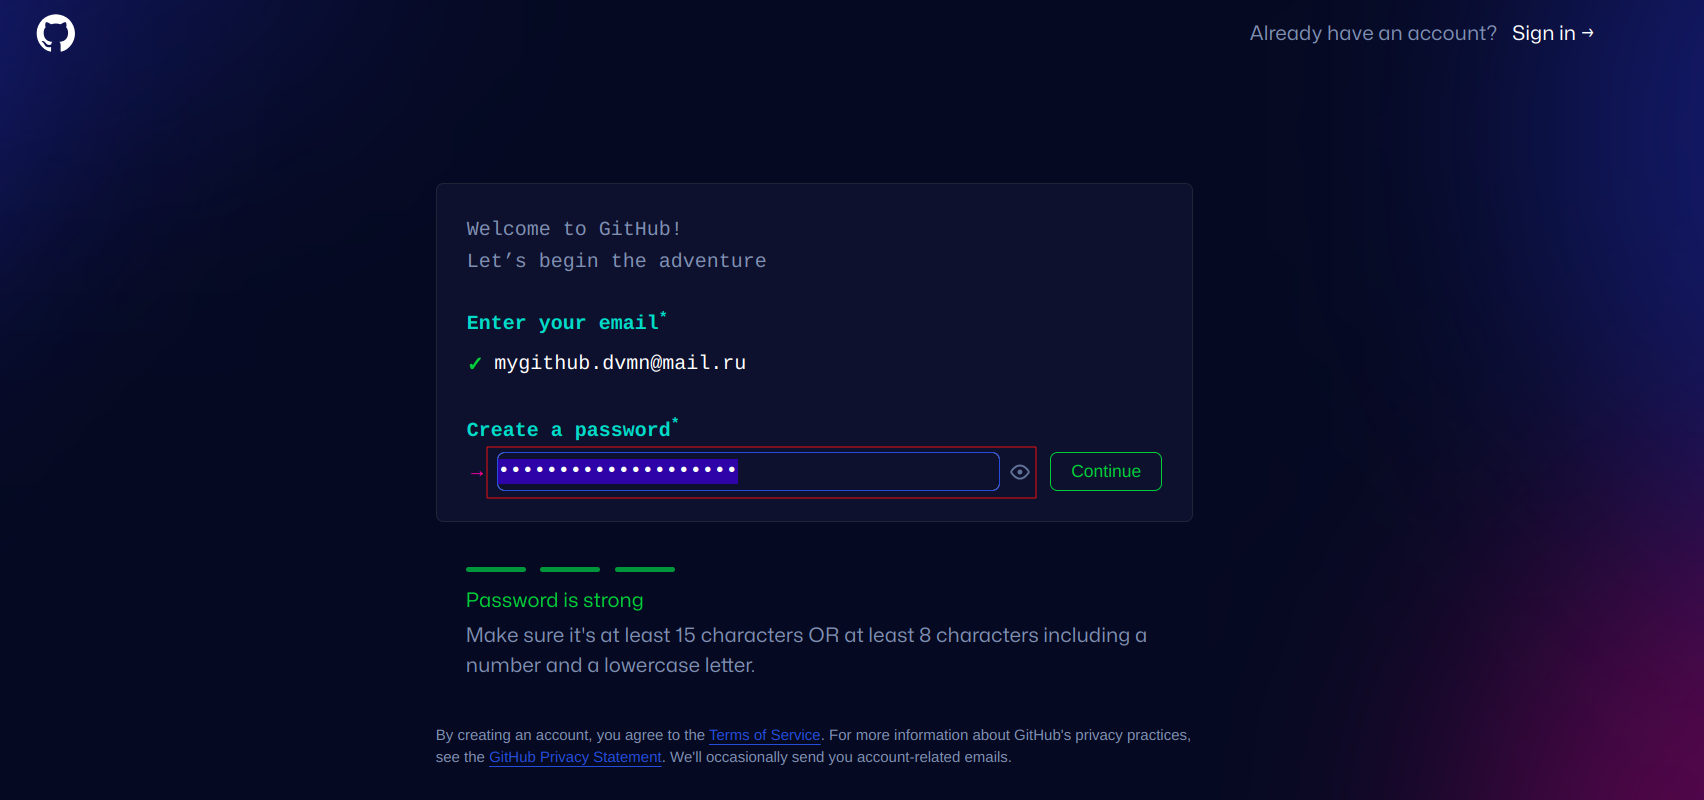 Already have an account? Sign in →
Welcome to GitHub!
Let’s begin the adventure
Enter your email*
✓ mygithub.dvmn@mail.ru
Create a password*
→ •••••••••••••••••••• Continue
Password is strong
Make sure it's at least 15 characters OR at least 8 characters including a
number and a lowercase letter.
By creating an account, you agree to the Terms of Service. For more information about GitHub's privacy practices,
see the GitHub Privacy Statement. We'll occasionally send you account-related emails.